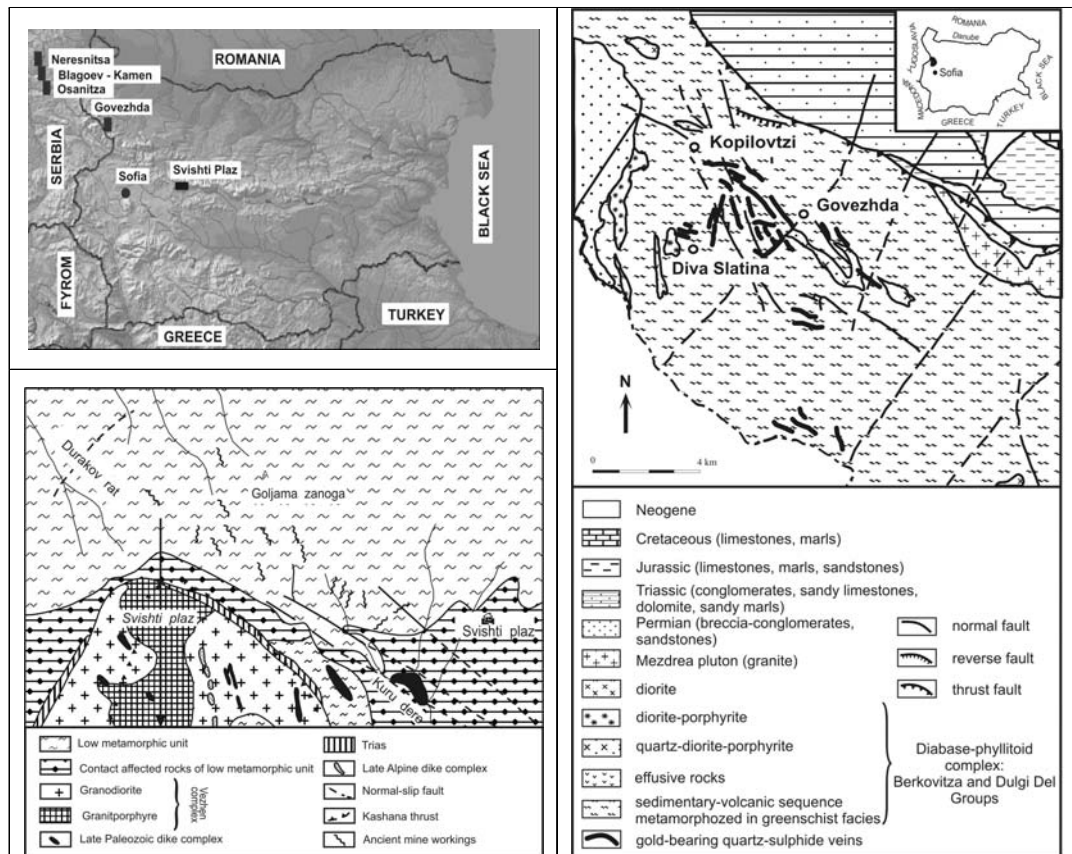 Neresnitsa
Blagoev - Kamen
Osanitza
Govezhda
ROMANIA
SERBIA
Sofia
Svishti Plaz
BLACK SEA
FYROM
GREECE
TURKEY
Durakov rat
Goljama zanoga
Svishti plaz
Svishti plaz
Kuru dere
Low metamorphic unit
Contact affected rocks of low metamorphic unit
Granodiorite
Granitporphyre
Vezhen
complex
Late Paleozoic dike complex
Trias
Late Alpine dike complex
Normal-slip fault
Kashana thrust
Ancient mine workings
ROMANIA
Danube
YUGOSLAVIA
Sofia
MACEDONIA
BLACK SEA
GREECE
TURKEY
Kopilovtzi
Govezhda
Diva Slatina
N
0 4 km
Neogene
Cretaceous (limestones, marls)
Jurassic (limestones, marls, sandstones)
Triassic (conglomerates, sandy limestones,
dolomite, sandy marls)
Permian (breccia-conglomerates,
sandstones)
Mezdrea pluton (granite)
diorite
diorite-porphyrite
quartz-diorite-porphyrite
effusive rocks
sedimentary-volcanic sequence
metamorphozed in greenschist facies
gold-bearing quartz-sulphide veins
normal fault
reverse fault
thrust fault
Diabase-phyllitoid
complex:
Berkovitza and Dulgi Del
Groups